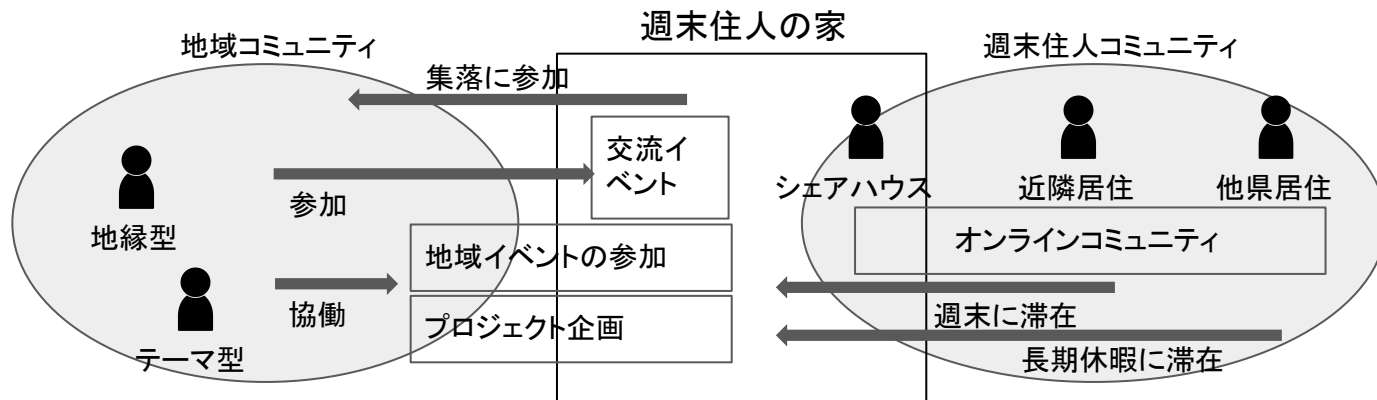 週末住人の家
地域コミュニティ
週末住人コミュニティ
集落に参加
交流イ
ベント
参加
地縁型
シェアハウス
近隣居住
他県居住
オンラインコミュニティ
地域イベントの参加
協働
プロジェクト企画
テーマ型
週末に滞在
長期休暇に滞在